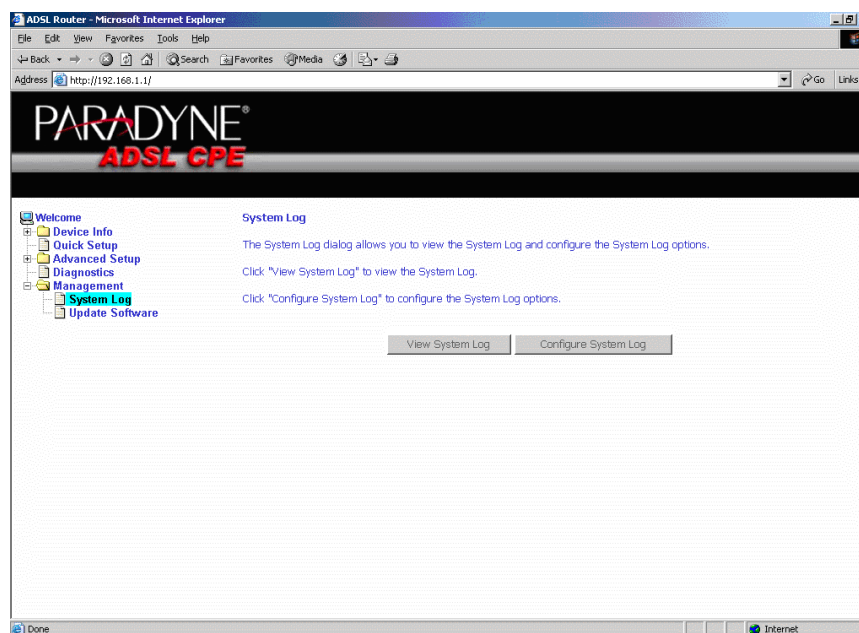 ADSL Router - Microsoft Internet Explorer
File Edit View Favorites Tools Help
Back Search Favorites Media
Address http://192.168.1.1/ Go Links
PARADYNE®
ADSL CPE
Welcome
Device Info
Quick Setup
Advanced Setup
Diagnostics
Management
System Log
Update Software
System Log
The System Log dialog allows you to view the System Log and configure the System Log options.
Click "View System Log" to view the System Log.
Click "Configure System Log" to configure the System Log options.
View System Log Configure System Log
Done Internet